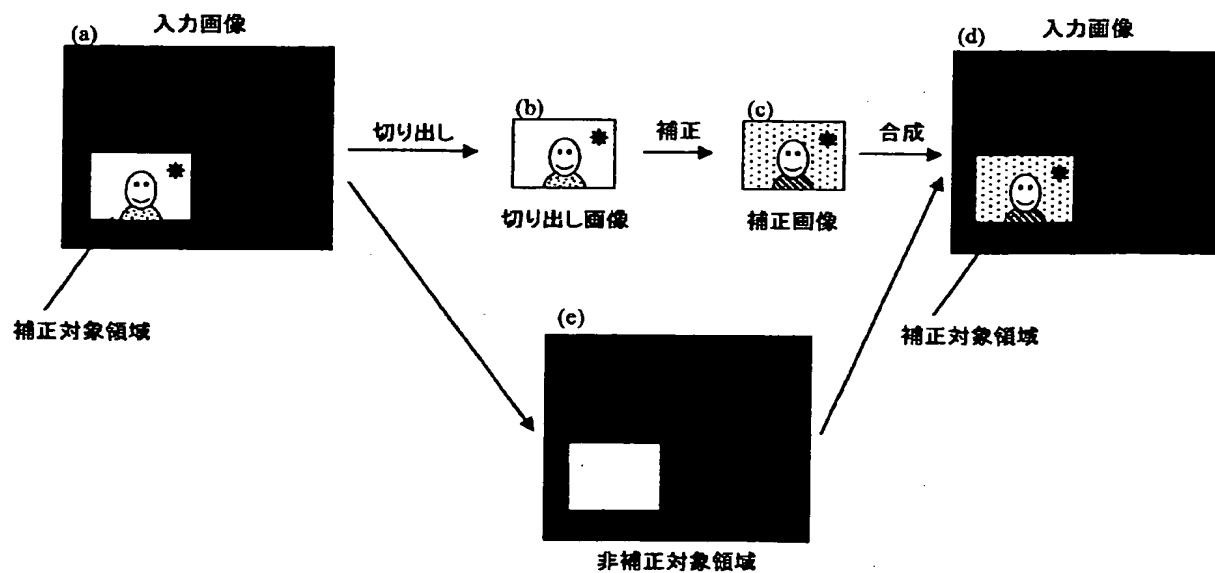 (a)
入力画像
補正対象領域
切り出し
(b)
切り出し画像
補正
(c)
補正画像
合成
(d)
入力画像
補正対象領域
(e)
非補正対象領域